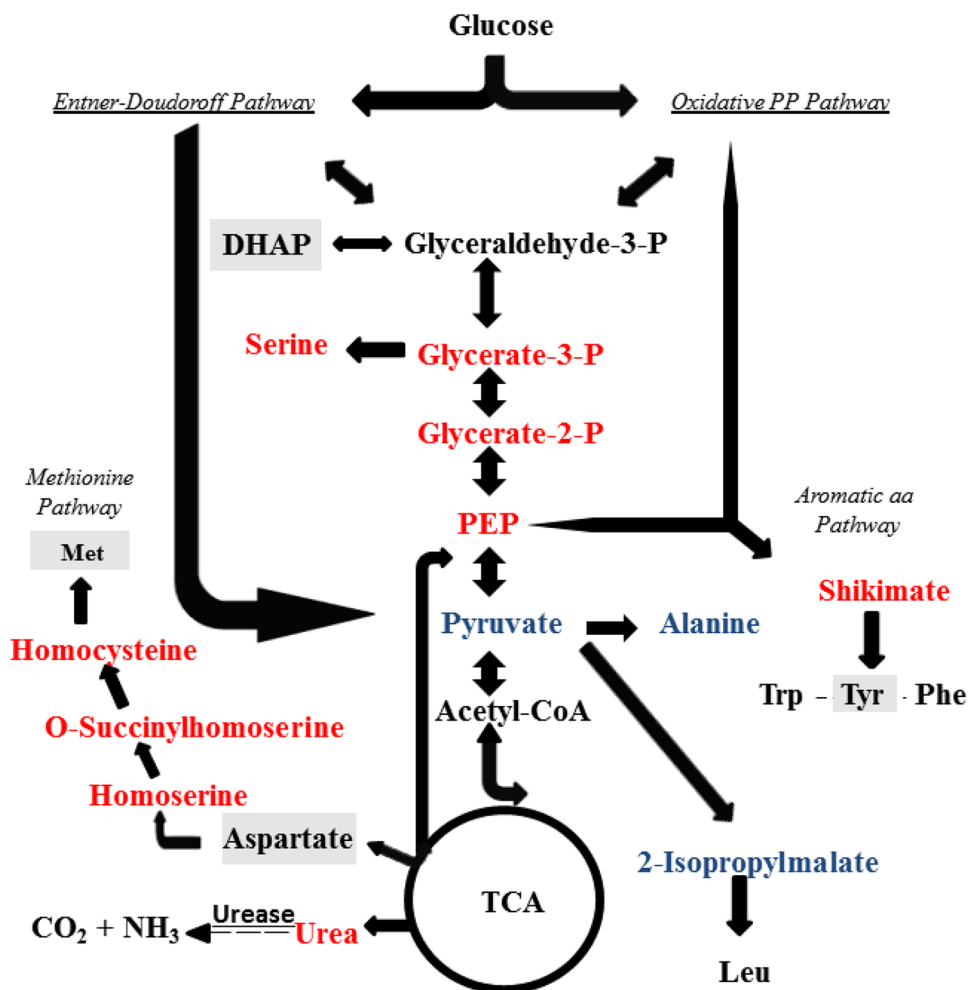 Glucose
Entner-Doudoroff Pathway
Oxidative PP Pathway
DHAP
Glyceraldehyde-3-P
Serine
Glycerate-3-P
Glycerate-2-P
Methionine
Pathway
Aromatic aa
Pathway
PEP
Met
Shikimate
Pyruvate
Alanine
Homocysteine
Trp - Tyr - Phe
Acetyl-CoA
O-Succinylhomoserine
Homoserine
Aspartate
2-Isopropylmalate
TCA
CO₂ + NH₃
Urease
Urea
Leu